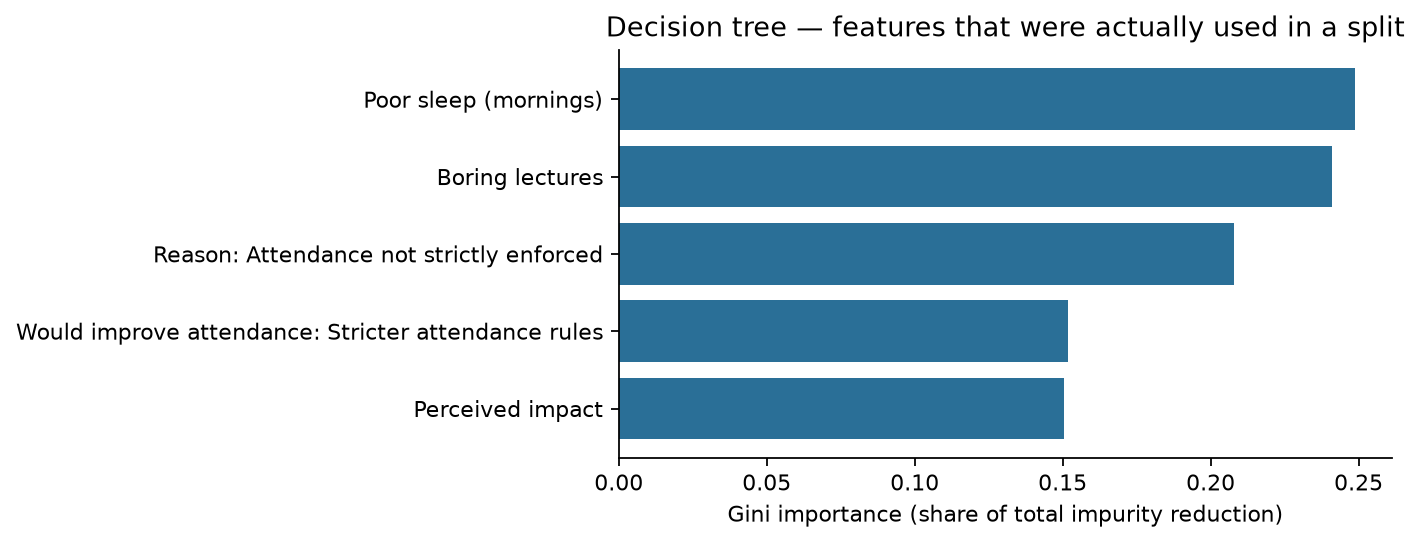 Decision tree — features that were actually used in a split
Poor sleep (mornings)
Boring lectures
Reason: Attendance not strictly enforced
Would improve attendance: Stricter attendance rules
Perceived impact
0.00 0.05 0.10 0.15 0.20 0.25
Gini importance (share of total impurity reduction)